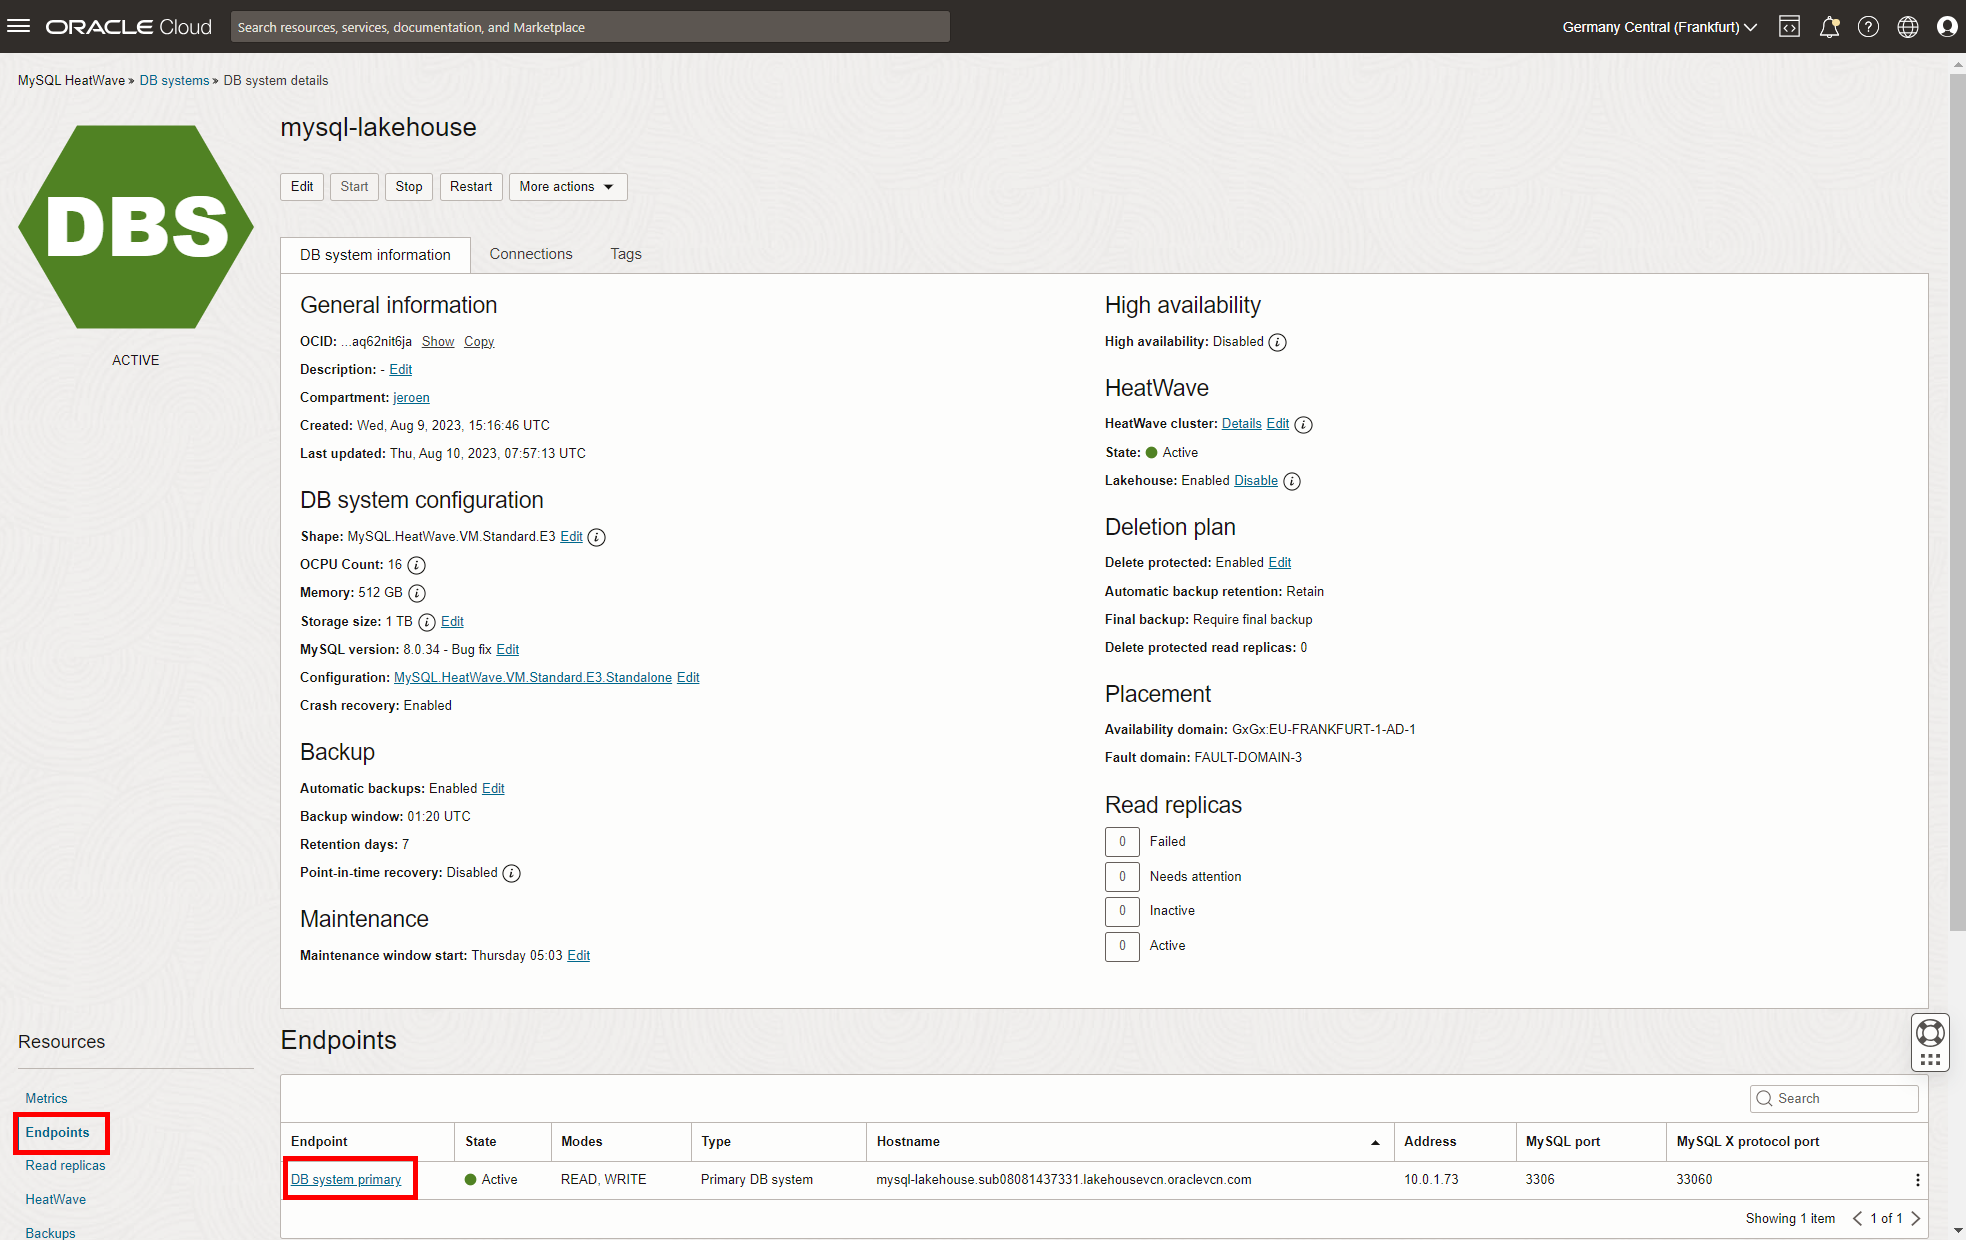 ORACLE Cloud
Search resources, services, documentation, and Marketplace
Germany Central (Frankfurt)
MySQL HeatWave » DB systems » DB system details
DBS
ACTIVE
mysql-lakehouse
Edit Start Stop Restart More actions
DB system information Connections Tags
General information
OCID: ...aq62nit6ja Show Copy
Description: - Edit
Compartment: jeroen
Created: Wed, Aug 9, 2023, 15:16:46 UTC
Last updated: Thu, Aug 10, 2023, 07:57:13 UTC
DB system configuration
Shape: MySQL.HeatWave.VM.Standard.E3 Edit
OCPU Count: 16
Memory: 512 GB
Storage size: 1 TB Edit
MySQL version: 8.0.34 - Bug fix Edit
Configuration: MySQL.HeatWave.VM.Standard.E3.Standalone Edit
Crash recovery: Enabled
Backup
Automatic backups: Enabled Edit
Backup window: 01:20 UTC
Retention days: 7
Point-in-time recovery: Disabled
Maintenance
Maintenance window start: Thursday 05:03 Edit
High availability
High availability: Disabled
HeatWave
HeatWave cluster: Details Edit
State: Active
Lakehouse: Enabled Disable
Deletion plan
Delete protected: Enabled Edit
Automatic backup retention: Retain
Final backup: Require final backup
Delete protected read replicas: 0
Placement
Availability domain: GxGx:EU-FRANKFURT-1-AD-1
Fault domain: FAULT-DOMAIN-3
Read replicas
0 Failed
0 Needs attention
0 Inactive
0 Active
Resources
Metrics
Endpoints
Read replicas
HeatWave
Backups
Endpoints
Search
Endpoint State Modes Type Hostname Address MySQL port MySQL X protocol port
DB system primary Active READ, WRITE Primary DB system mysql-lakehouse.sub08081437331.lakehousevcn.oraclevcn.com 10.0.1.73 3306 33060
Showing 1 item 1 of 1